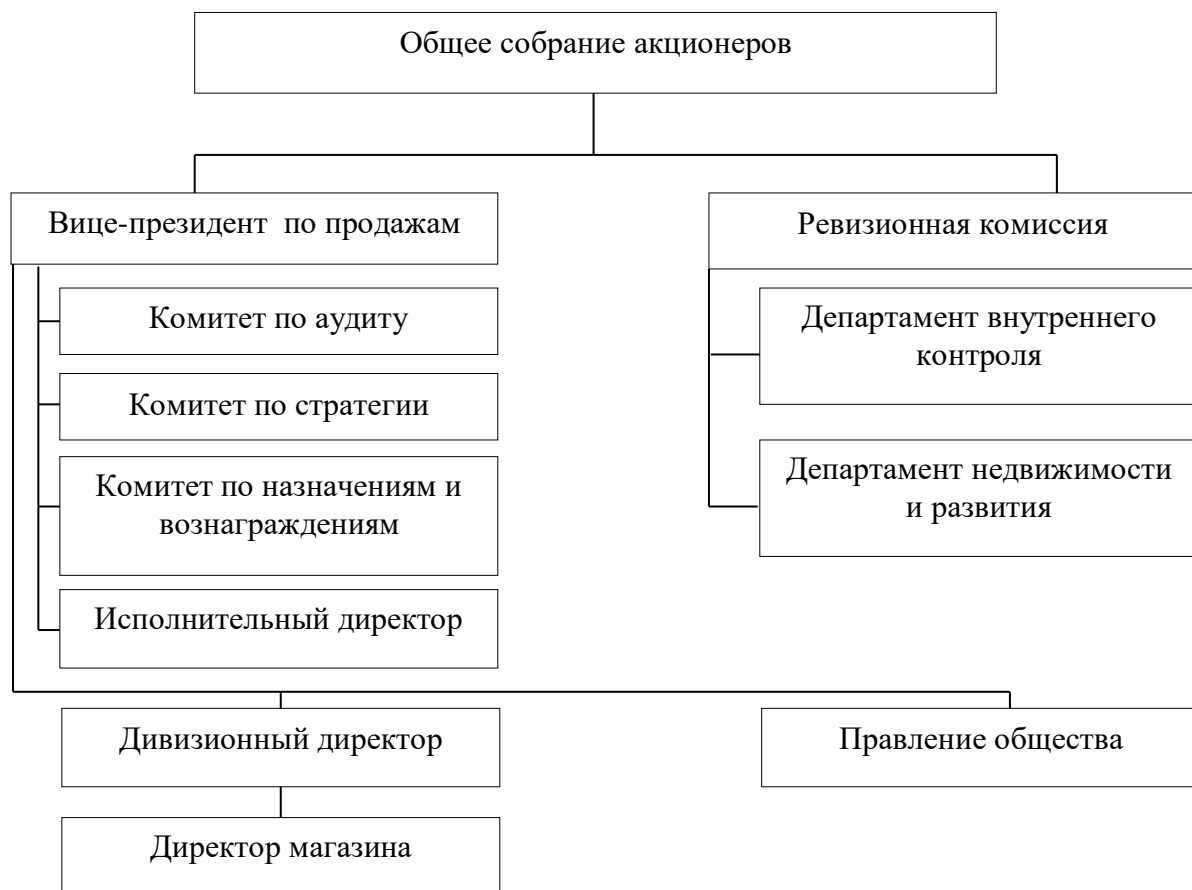 Общее собрание акционеров
Вице-президент по продажам
Ревизионная комиссия
Комитет по аудиту
Департамент внутреннего
контроля
Комитет по стратегии
Департамент недвижимости
и развития
Комитет по назначениям и
вознаграждениям
Исполнительный директор
Дивизионный директор
Правление общества
Директор магазина